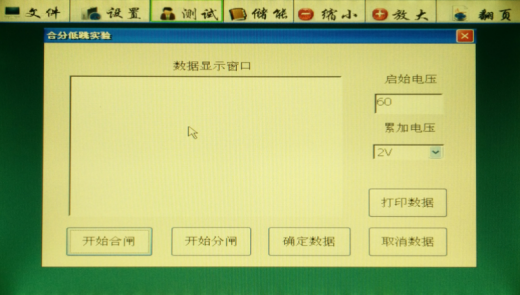 文件 设置 测试 储能 缩小 放大 翻页
合分低跳实验
数据显示窗口
启始电压
60
累加电压
2V
打印数据
开始合闸 开始分闸 确定数据 取消数据